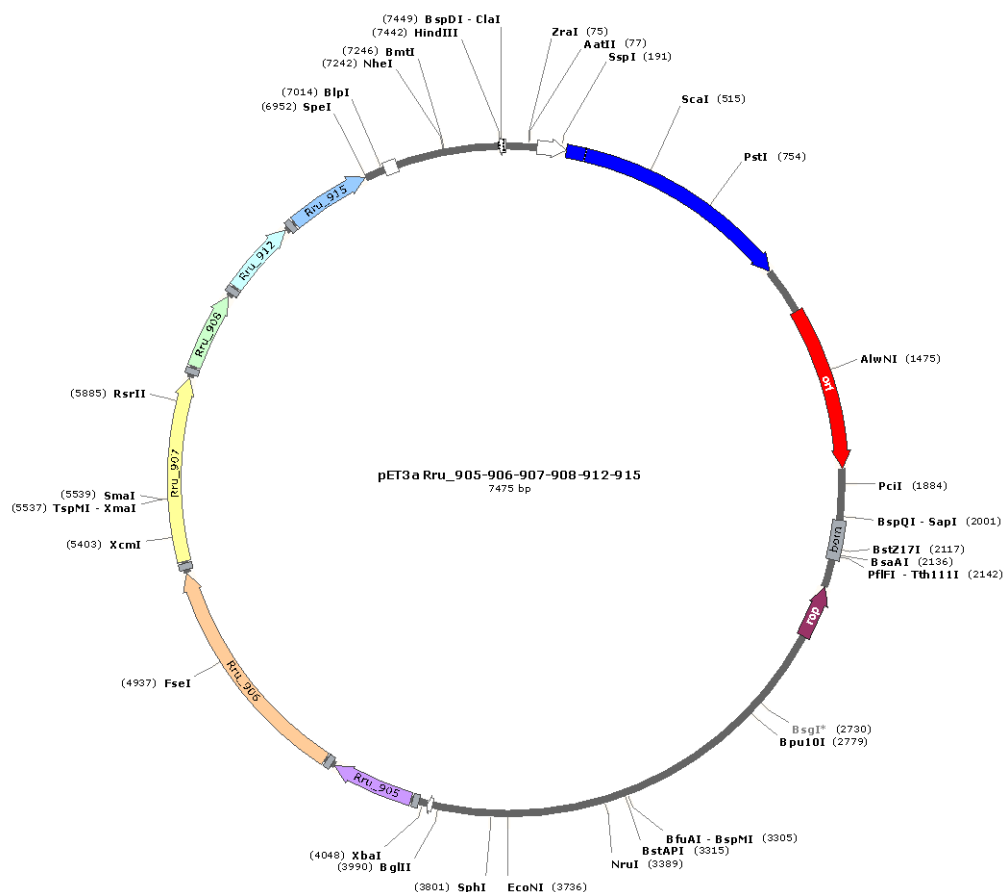 (7449) BspDI - ClaI
(7442) HindIII
(7246) BmtI
(7242) NheI
(7014) BlpI
(6952) SpeI
ZraI (75)
AatII (77)
SspI (191)
ScaI (515)
PstI (754)
AlwNI (1475)
ori
PciI (1884)
BspQI - SapI (2001)
bom
BstZ17I (2117)
BsaAI (2136)
PflFI - Tth111I (2142)
rop
BsgI* (2730)
Bpu10I (2779)
BfuAI - BspMI (3305)
BstAPI (3315)
NruI (3389)
EcoNI (3736)
(3801) SphI
(3990) BglII
(4048) XbaI
Rru_905
Rru_906
(4937) FseI
(5403) XcmI
(5537) TspMI - XmaI
(5539) SmaI
Rru_907
(5885) RsrII
Rru_908
Rru_912
Rru_915
pET3a Rru_905-906-907-908-912-915
7475 bp